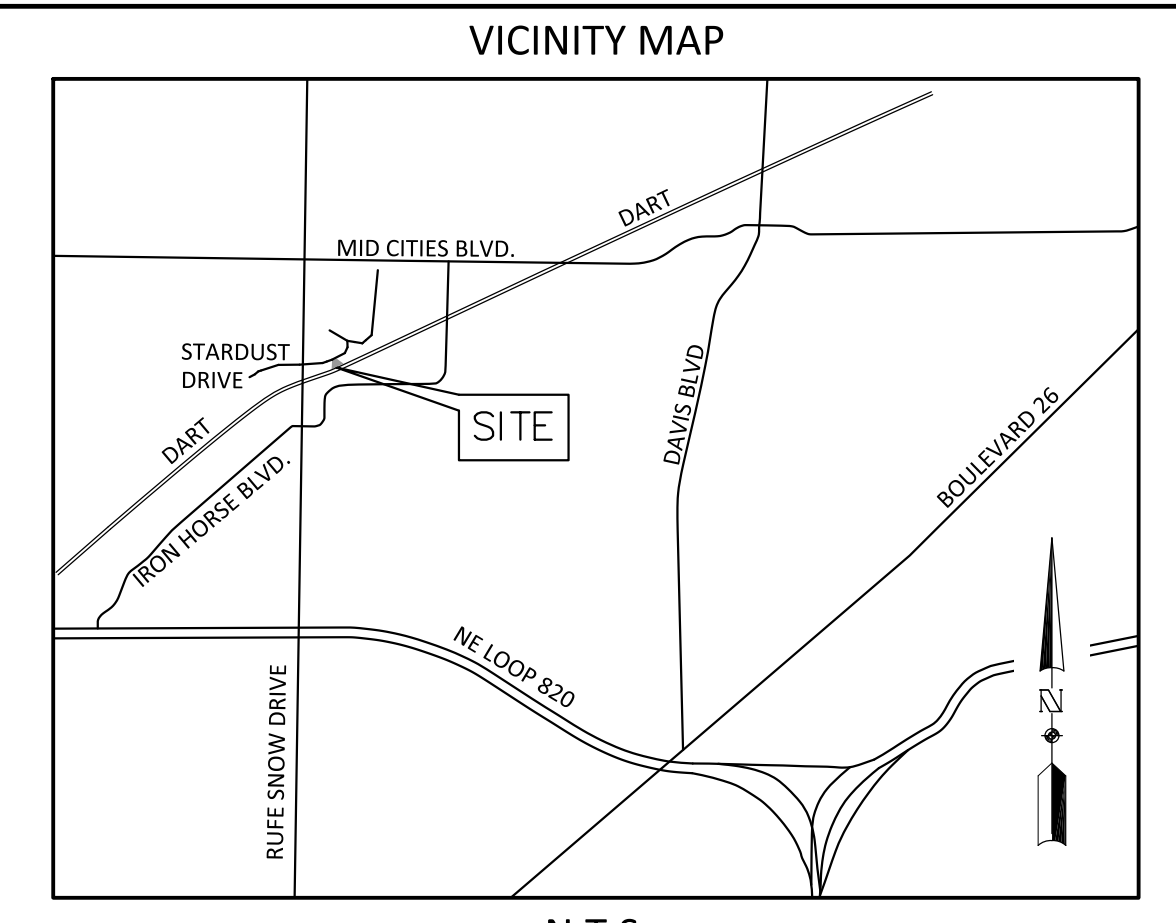 VICINITY MAP
DART
MID CITIES BLVD.
STARDUST
DRIVE
SITE
DAVIS BLVD
BOULEVARD 26
DART
IRON HORSE BLVD.
NE LOOP 820
RUFE SNOW DRIVE
N
N.T.S.